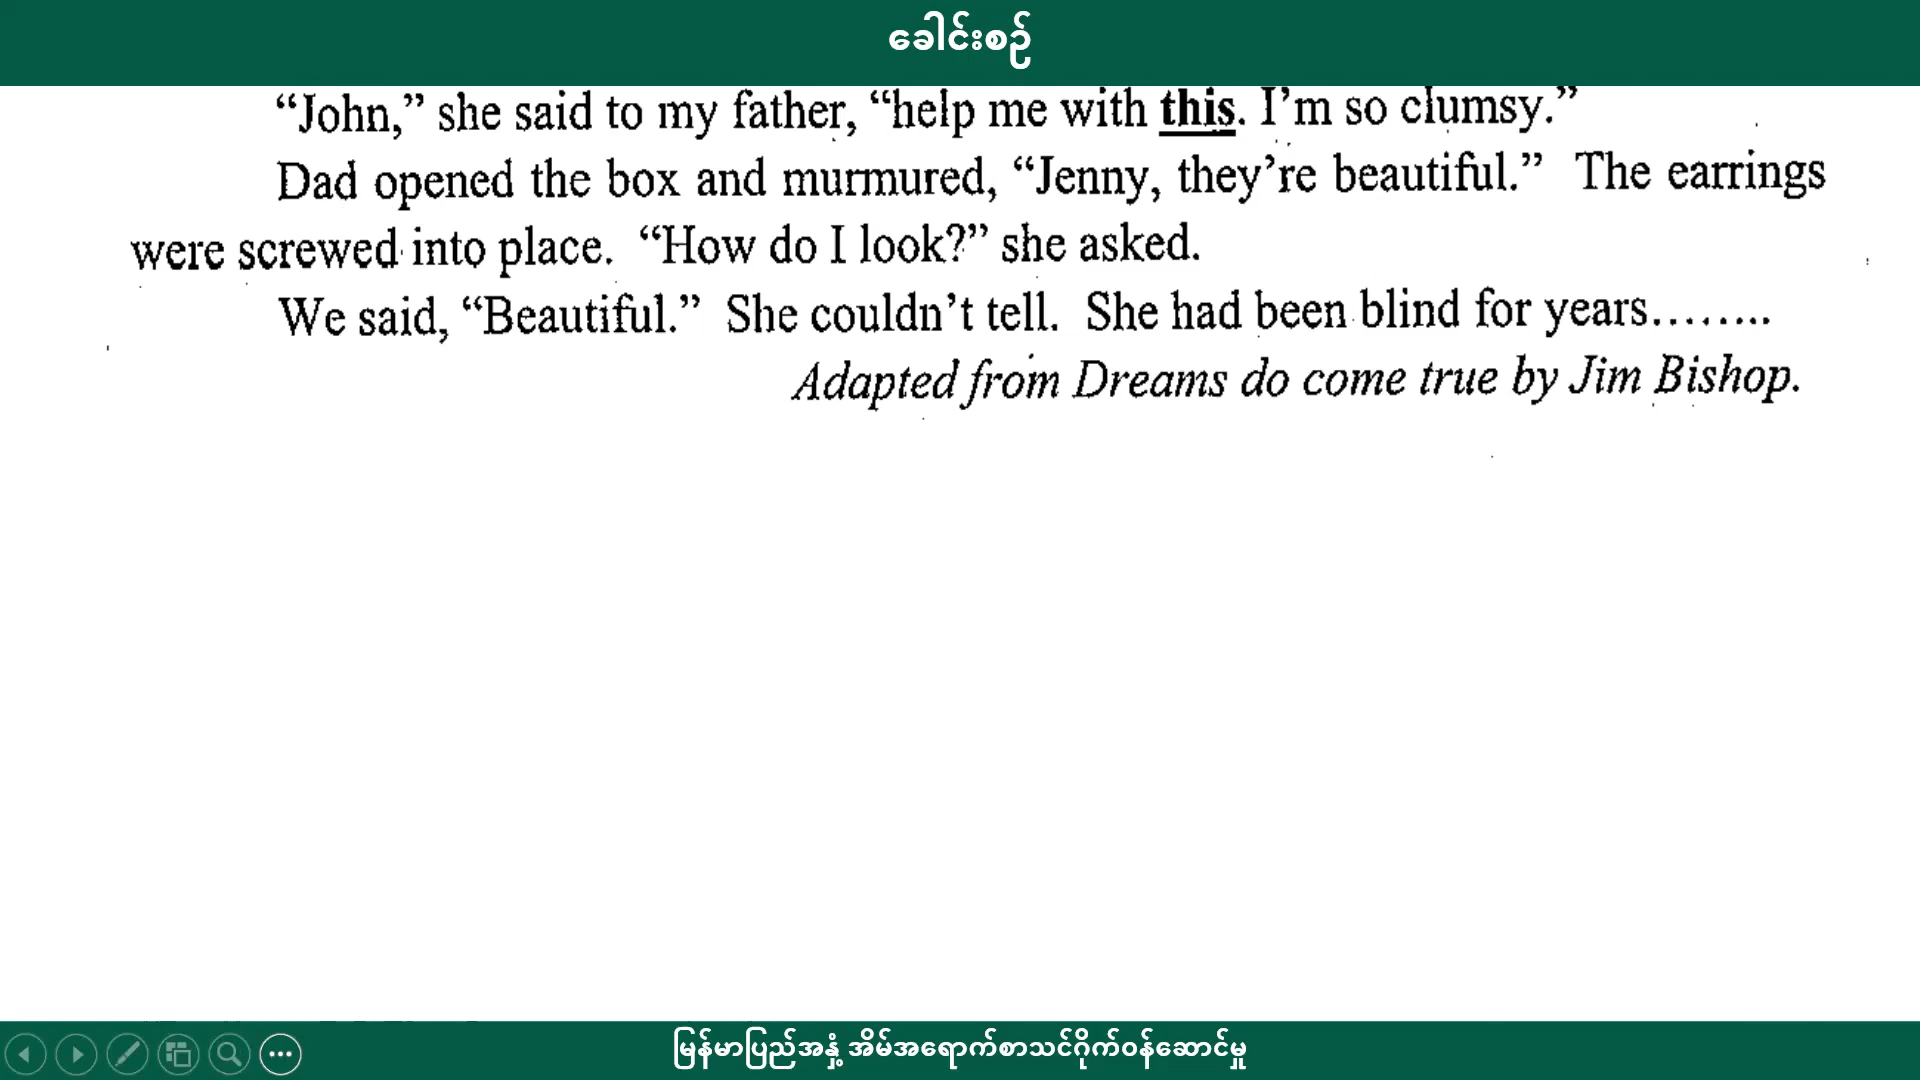 ခေါင်းစဉ်
“John,” she said to my father, “help me with this. I’m so clumsy.”
Dad opened the box and murmured, “Jenny, they’re beautiful.” The earrings
were screwed into place. “How do I look?” she asked.
We said, “Beautiful.” She couldn’t tell. She had been blind for years........
Adapted from Dreams do come true by Jim Bishop.
မြန်မာပြည်အနှံ့ အိမ်အရောက်စာသင်ဂိုက်ဝန်ဆောင်မှု